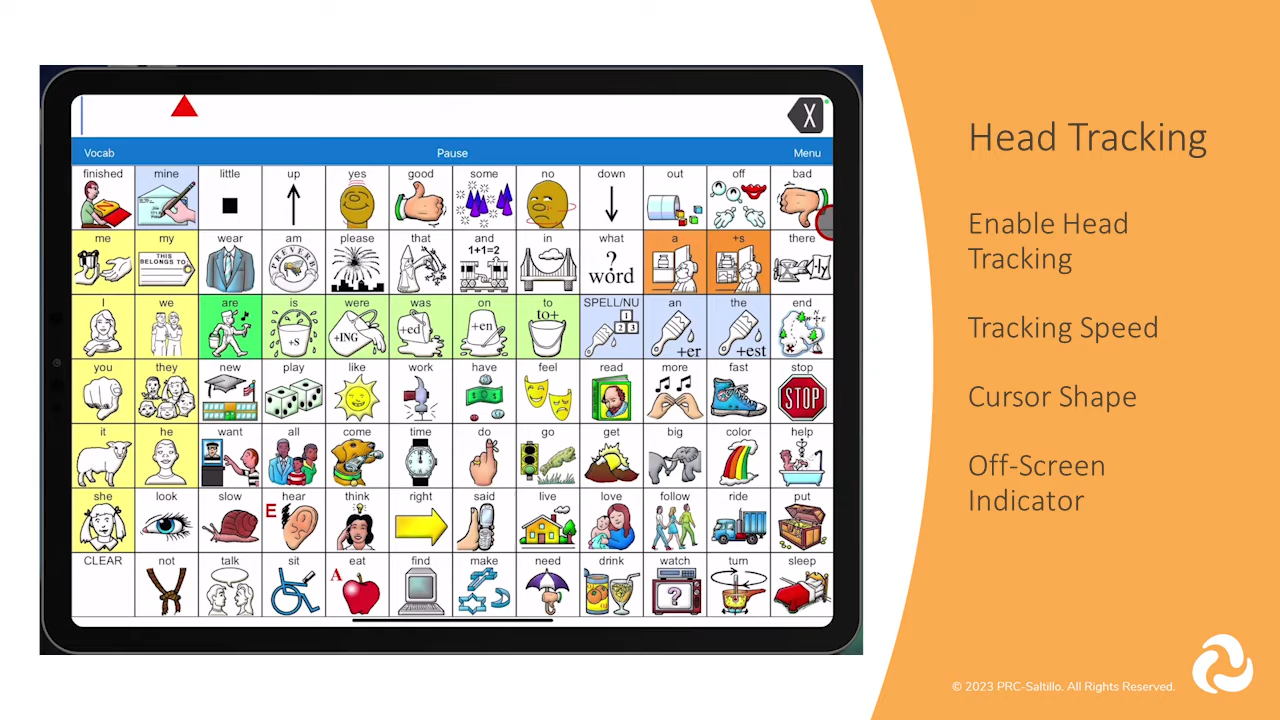 X
Vocab Pause Menu
finished mine little up yes good some no down out off bad
me my wear am please that and in what a +s there
THIS BELONGS TO:
PREPARE
1+1=2
?
word
I we are is were was on to SPELL/NU an the end
+S
+ING
+ed
+en
to+
1
2 3
+er
+est
N
E
you they new play like work have feel read more fast stop
STOP
it he want all come time do go get big color help
she look slow hear think right said live love follow ride put
E
CLEAR not talk sit eat find make need drink watch turn sleep
A
?
Head Tracking
Enable Head
Tracking
Tracking Speed
Cursor Shape
Off-Screen
Indicator
© 2023 PRC-Saltillo. All Rights Reserved.